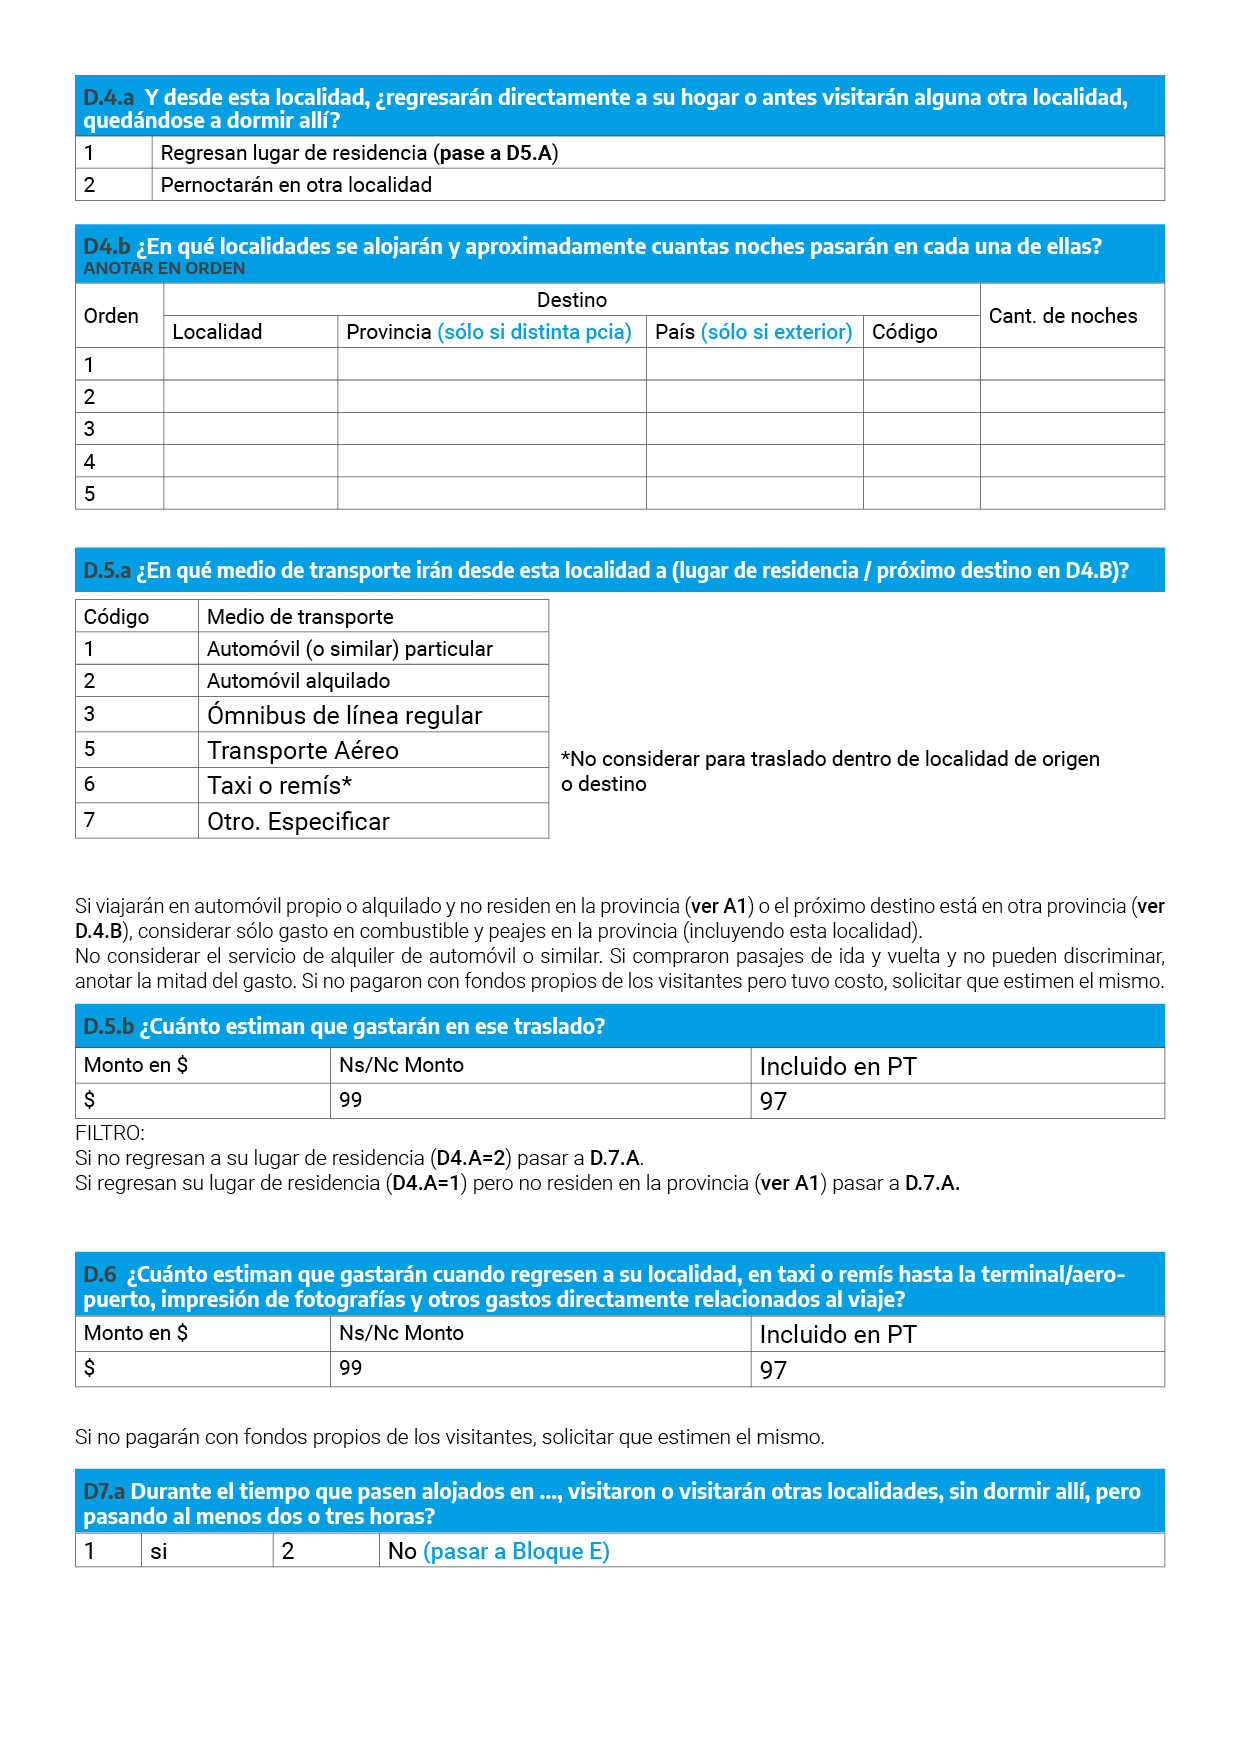 D.4.a Y desde esta localidad, ¿regresarán directamente a su hogar o antes visitarán alguna otra localidad,
quedándose a dormir allí?
1 Regresan lugar de residencia (pase a D5.A)
2 Pernoctarán en otra localidad
D4.b ¿En qué localidades se alojarán y aproximadamente cuantas noches pasarán en cada una de ellas?
ANOTAR EN ORDEN
Orden Destino Cant. de noches
Localidad Provincia (sólo si distinta pcia) País (sólo si exterior) Código
1
2
3
4
5
D.5.a ¿En qué medio de transporte irán desde esta localidad a (lugar de residencia / próximo destino en D4.B)?
Código Medio de transporte
1 Automóvil (o similar) particular
2 Automóvil alquilado
3 Ómnibus de línea regular
5 Transporte Aéreo
6 Taxi o remís*
7 Otro. Especificar
*No considerar para traslado dentro de localidad de origen
o destino
Si viajarán en automóvil propio o alquilado y no residen en la provincia (ver A1) o el próximo destino está en otra provincia (ver
D.4.B), considerar sólo gasto en combustible y peajes en la provincia (incluyendo esta localidad).
No considerar el servicio de alquiler de automóvil o similar. Si compraron pasajes de ida y vuelta y no pueden discriminar,
anotar la mitad del gasto. Si no pagaron con fondos propios de los visitantes pero tuvo costo, solicitar que estimen el mismo.
D.5.b ¿Cuánto estiman que gastarán en ese traslado?
Monto en $ Ns/Nc Monto Incluido en PT
$ 99 97
FILTRO:
Si no regresan a su lugar de residencia (D4.A=2) pasar a D.7.A.
Si regresan su lugar de residencia (D4.A=1) pero no residen en la provincia (ver A1) pasar a D.7.A.
D.6 ¿Cuánto estiman que gastarán cuando regresen a su localidad, en taxi o remís hasta la terminal/aero-
puerto, impresión de fotografías y otros gastos directamente relacionados al viaje?
Monto en $ Ns/Nc Monto Incluido en PT
$ 99 97
Si no pagarán con fondos propios de los visitantes, solicitar que estimen el mismo.
D7.a Durante el tiempo que pasen alojados en ..., visitaron o visitarán otras localidades, sin dormir allí, pero
pasando al menos dos o tres horas?
1 si 2 No (pasar a Bloque E)